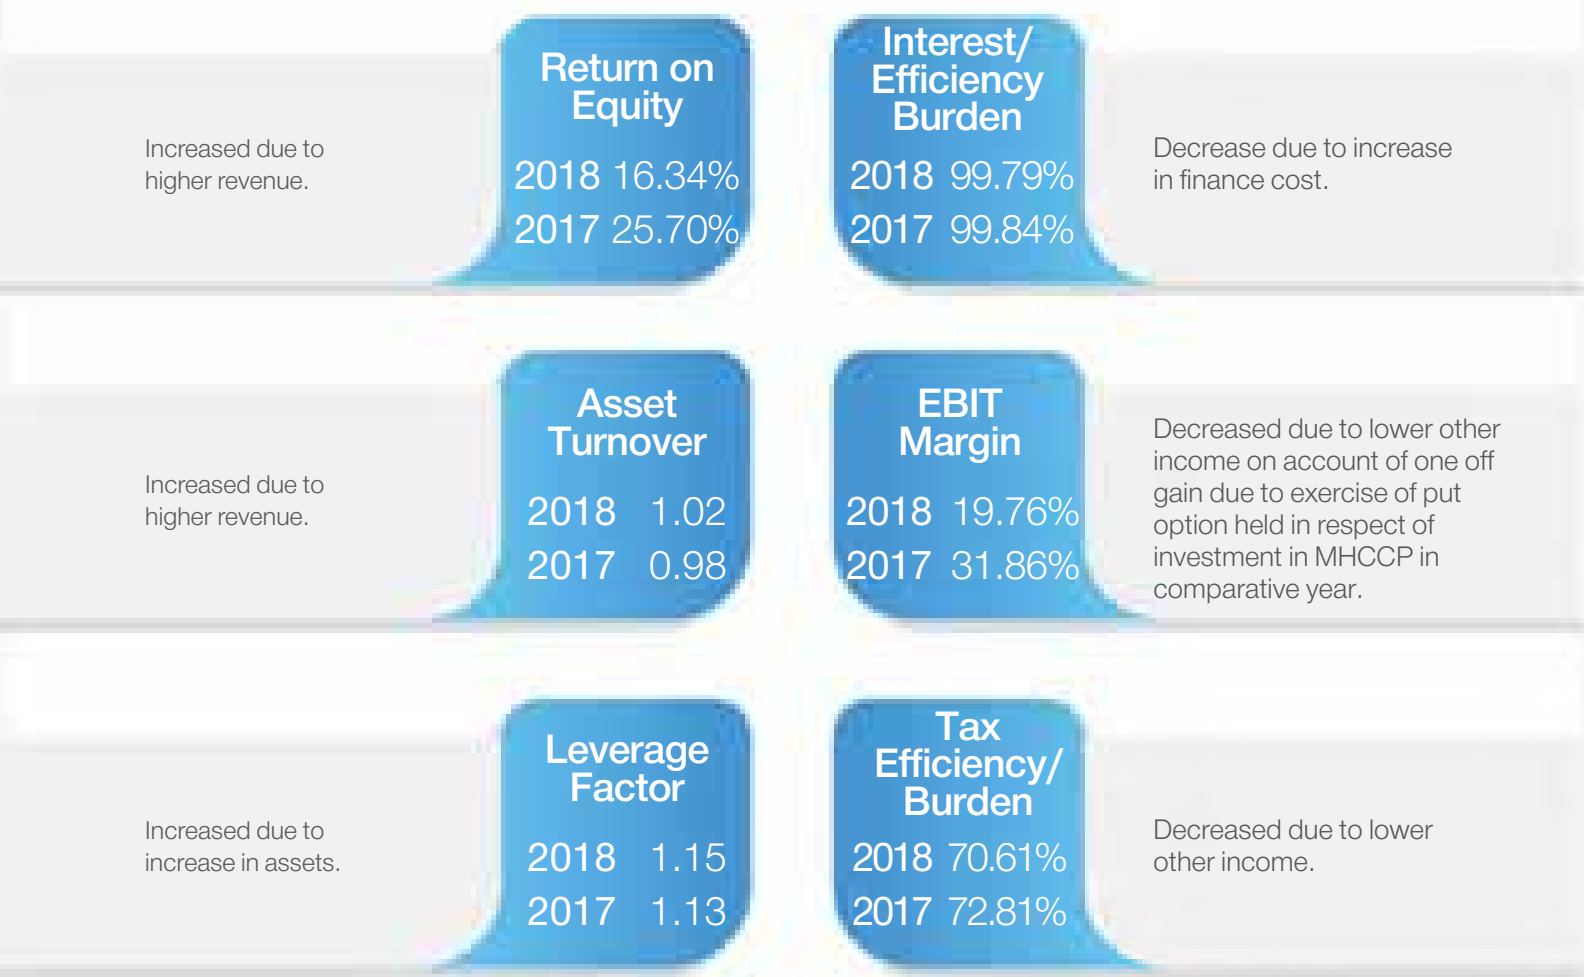 Increased due to
higher revenue.
Return on
Equity
2018 16.34%
2017 25.70%
Interest/
Efficiency
Burden
2018 99.79%
2017 99.84%
Decrease due to increase
in finance cost.
Increased due to
higher revenue.
Asset
Turnover
2018 1.02
2017 0.98
EBIT
Margin
2018 19.76%
2017 31.86%
Decreased due to lower other
income on account of one off
gain due to exercise of put
option held in respect of
investment in MHCCP in
comparative year.
Increased due to
increase in assets.
Leverage
Factor
2018 1.15
2017 1.13
Tax
Efficiency/
Burden
2018 70.61%
2017 72.81%
Decreased due to lower
other income.